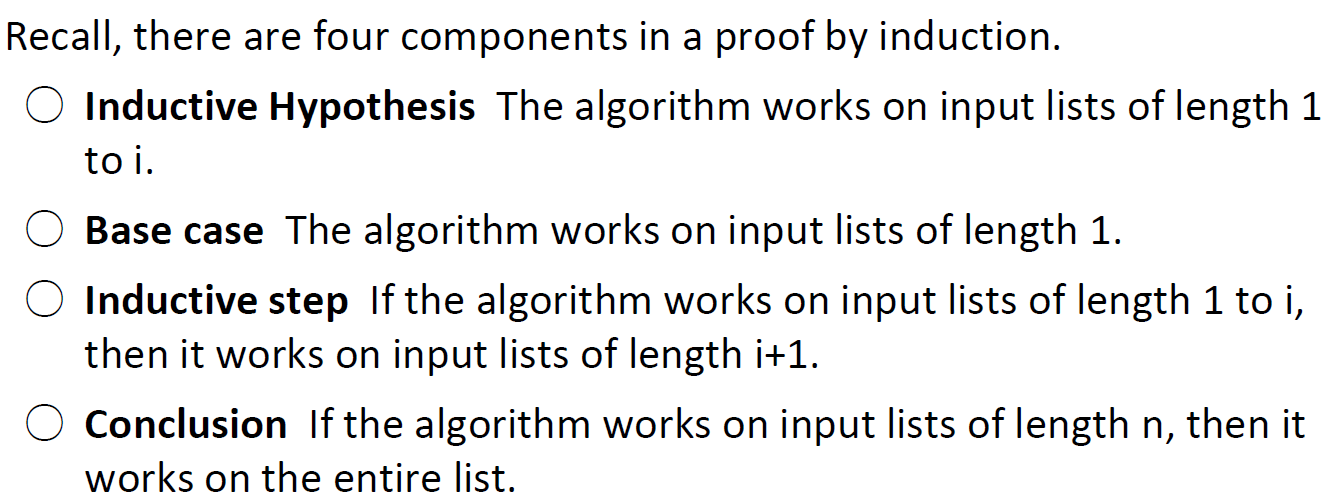 Recall, there are four components in a proof by induction.
Inductive Hypothesis The algorithm works on input lists of length 1
to i.
Base case The algorithm works on input lists of length 1.
Inductive step If the algorithm works on input lists of length 1 to i,
then it works on input lists of length i+1.
Conclusion If the algorithm works on input lists of length n, then it
works on the entire list.